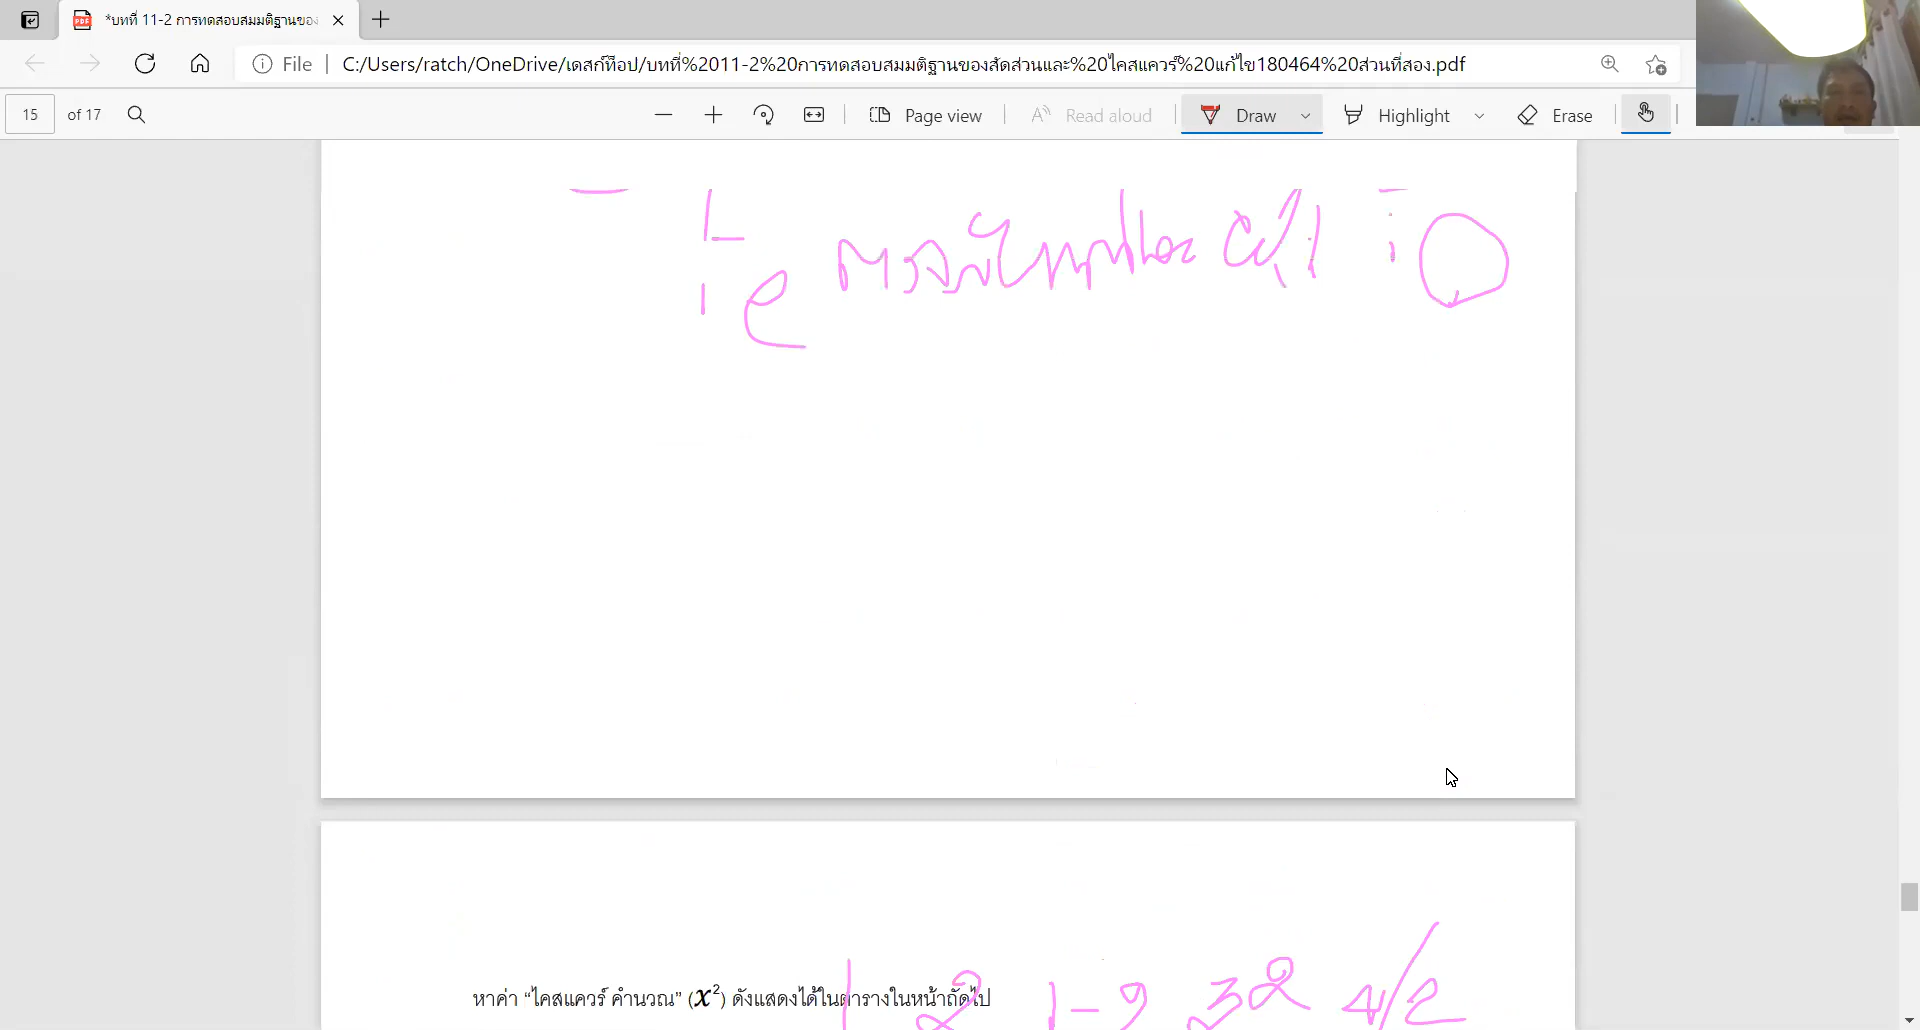 *บทที่ 11-2 การทดสอบสมมติฐานของ
File C:/Users/ratch/OneDrive/เดสก์ท็อป/บทที่%2011-2%20การทดสอบสมมติฐานของสัดส่วนและ%20ไคสแควร์%20แก้ไข180464%20ส่วนที่สอง.pdf
15 of 17 Page view Read aloud Draw Highlight Erase
หาค่า “ไคสแควร์ คำนวณ” (x²) ดังแสดงได้ในตารางในหน้าถัดไป